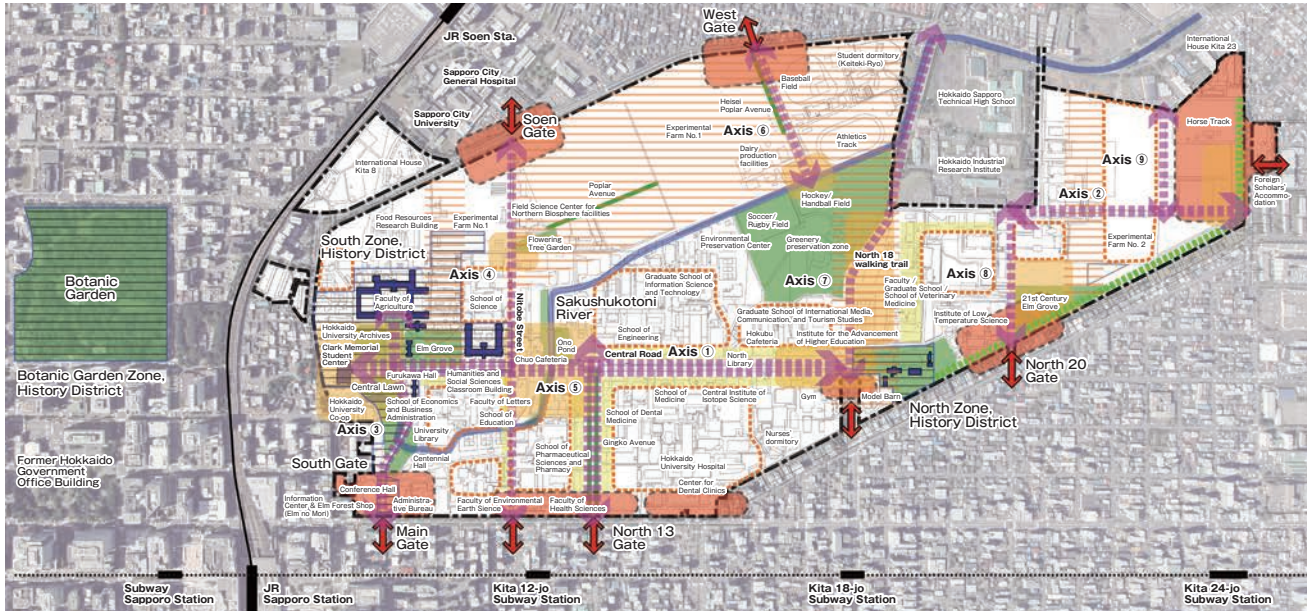 JR Soen Sta.
West
Gate
International
House Kita 23
Student dormitory
(Keiteki-Ryo)
Sapporo City
General Hospital
Baseball
Field
Hokkaido Sapporo
Technical High School
Sapporo City
University
Soen
Gate
Heisei
Poplar Avenue
Experimental
Farm No.1
Axis ⑥
Athletics
Track
Horse Track
Dairy
production
facilities
Axis ⑨
International House
Kita 8
Hokkaido Industrial
Research Institute
Poplar
Avenue
Axis ②
Foreign
Scholars'
Accommo-
dation 1
Hockey/
Handball Field
Field Science Center for
Northern Biosphere facilities
Food Resources
Research Building
Experimental
Farm No.1
Soccer/
Rugby Field
South Zone,
History District
Flowering
Tree Garden
Environmental
Preservation Center
Greenery
preservation zone
Experimental
Farm No. 2
North 18
walking trail
Botanic
Garden
Axis ④
Axis ⑦
Axis ⑧
Graduate School of
Information Science
and Technology
Faculty /
Graduate School /
School of Veterinary
Medicine
Faculty of
Agriculture
School of
Science
Nitobe Street
Sakushukotoni
River
21st Century
Elm Grove
Graduate School of International Media,
Communication, and Tourism Studies
Institute of Low
Temperature Science
Hokkaido
University Archives
School of
Engineering
Hokubu
Cafeteria
Institute for the Advancement
of Higher Education
Clark Memorial
Student
Center
Elm Grove
Ono
Pond
Chuo Cafeteria
Central Road
Axis ①
North
Library
Botanic Garden Zone,
History District
Furukawa Hall
Humanities and
Social Sciences
Classroom Building
North 20
Gate
Central Lawn
Axis ⑤
School of
Medicine
Central Institute of
Isotope Science
Gym
Model Barn
Hokkaido
University
Co-op
School of Economics
and Business
Administration
Faculty of Letters
School of
Education
School of Dental
Medicine
North Zone,
History District
Axis ③
University
Library
Gingko Avenue
Nurses'
dormitory
Centennial
Hall
School of
Pharmaceutical
Sciences and
Pharmacy
Hokkaido
University Hospital
Former Hokkaido
Government
Office Building
South Gate
Conference Hall
Center for
Dental Clinics
Information
Center & Elm Forest Shop
(Elm no Mori)
Administra-
tive Bureau
Faculty of Environmental
Earth Sience
Faculty of
Health Sciences
Main
Gate
North 13
Gate
Subway
Sapporo Station
JR
Sapporo Station
Kita 12-jo
Subway Station
Kita 18-jo
Subway Station
Kita 24-jo
Subway Station